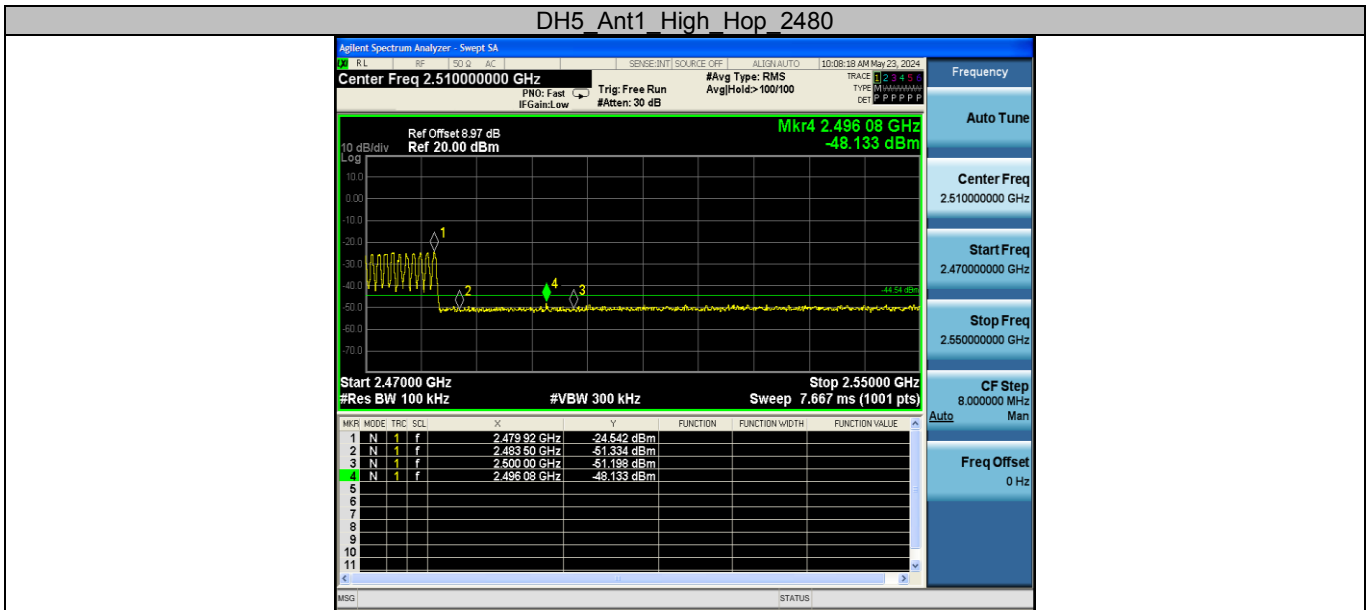 DH5_Ant1_High_Hop_2480
Agilent Spectrum Analyzer - Swept SA
RL RF 50 Ω AC SENSE:INT SOURCE OFF ALIGN AUTO 10:08:18 AM May 23, 2024
Center Freq 2.510000000 GHz
PNO: Fast
IFGain:Low
Trig: Free Run
#Atten: 30 dB
#Avg Type: RMS
Avg|Hold:>100/100
TRACE 1 2 3 4 5 6
TYPE M
DET P P P P P P
Mkr4 2.496 08 GHz
-48.133 dBm
Ref Offset 8.97 dB
10 dB/div Ref 20.00 dBm
Log
10.0
0.00
-10.0
-20.0
-30.0
-40.0
-50.0
-60.0
-70.0
1
2
4
3
-44.54 dBm
Start 2.47000 GHz Stop 2.55000 GHz
#Res BW 100 kHz #VBW 300 kHz Sweep 7.667 ms (1001 pts)
MKR MODE TRC SCL X Y FUNCTION FUNCTION WIDTH FUNCTION VALUE
1 N 1 f 2.479 92 GHz -24.542 dBm
2 N 1 f 2.483 50 GHz -51.334 dBm
3 N 1 f 2.500 00 GHz -51.198 dBm
4 N 1 f 2.496 08 GHz -48.133 dBm
5
6
7
8
9
10
11
MSG STATUS
Frequency
Auto Tune
Center Freq
2.510000000 GHz
Start Freq
2.470000000 GHz
Stop Freq
2.550000000 GHz
CF Step
8.000000 MHz
Auto Man
Freq Offset
0 Hz